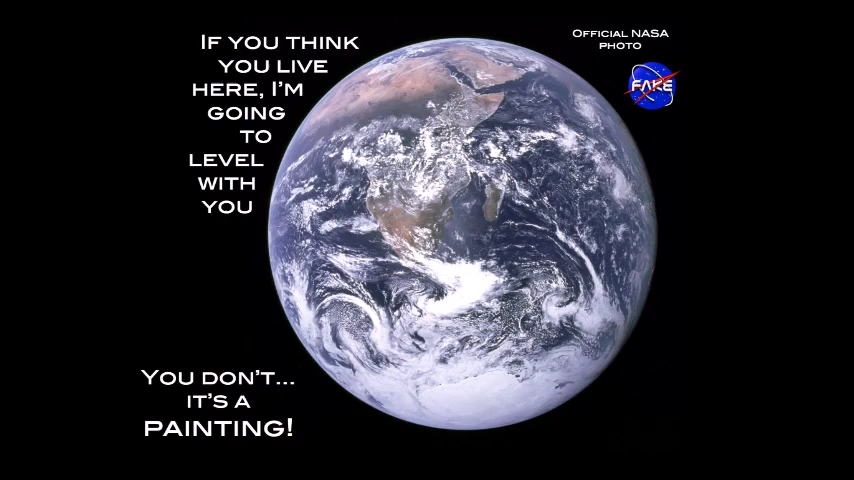 If you think
you live
here, I'm
going
to
level
with
you
Official NASA
photo
FAKE
You don't...
it's a
painting!